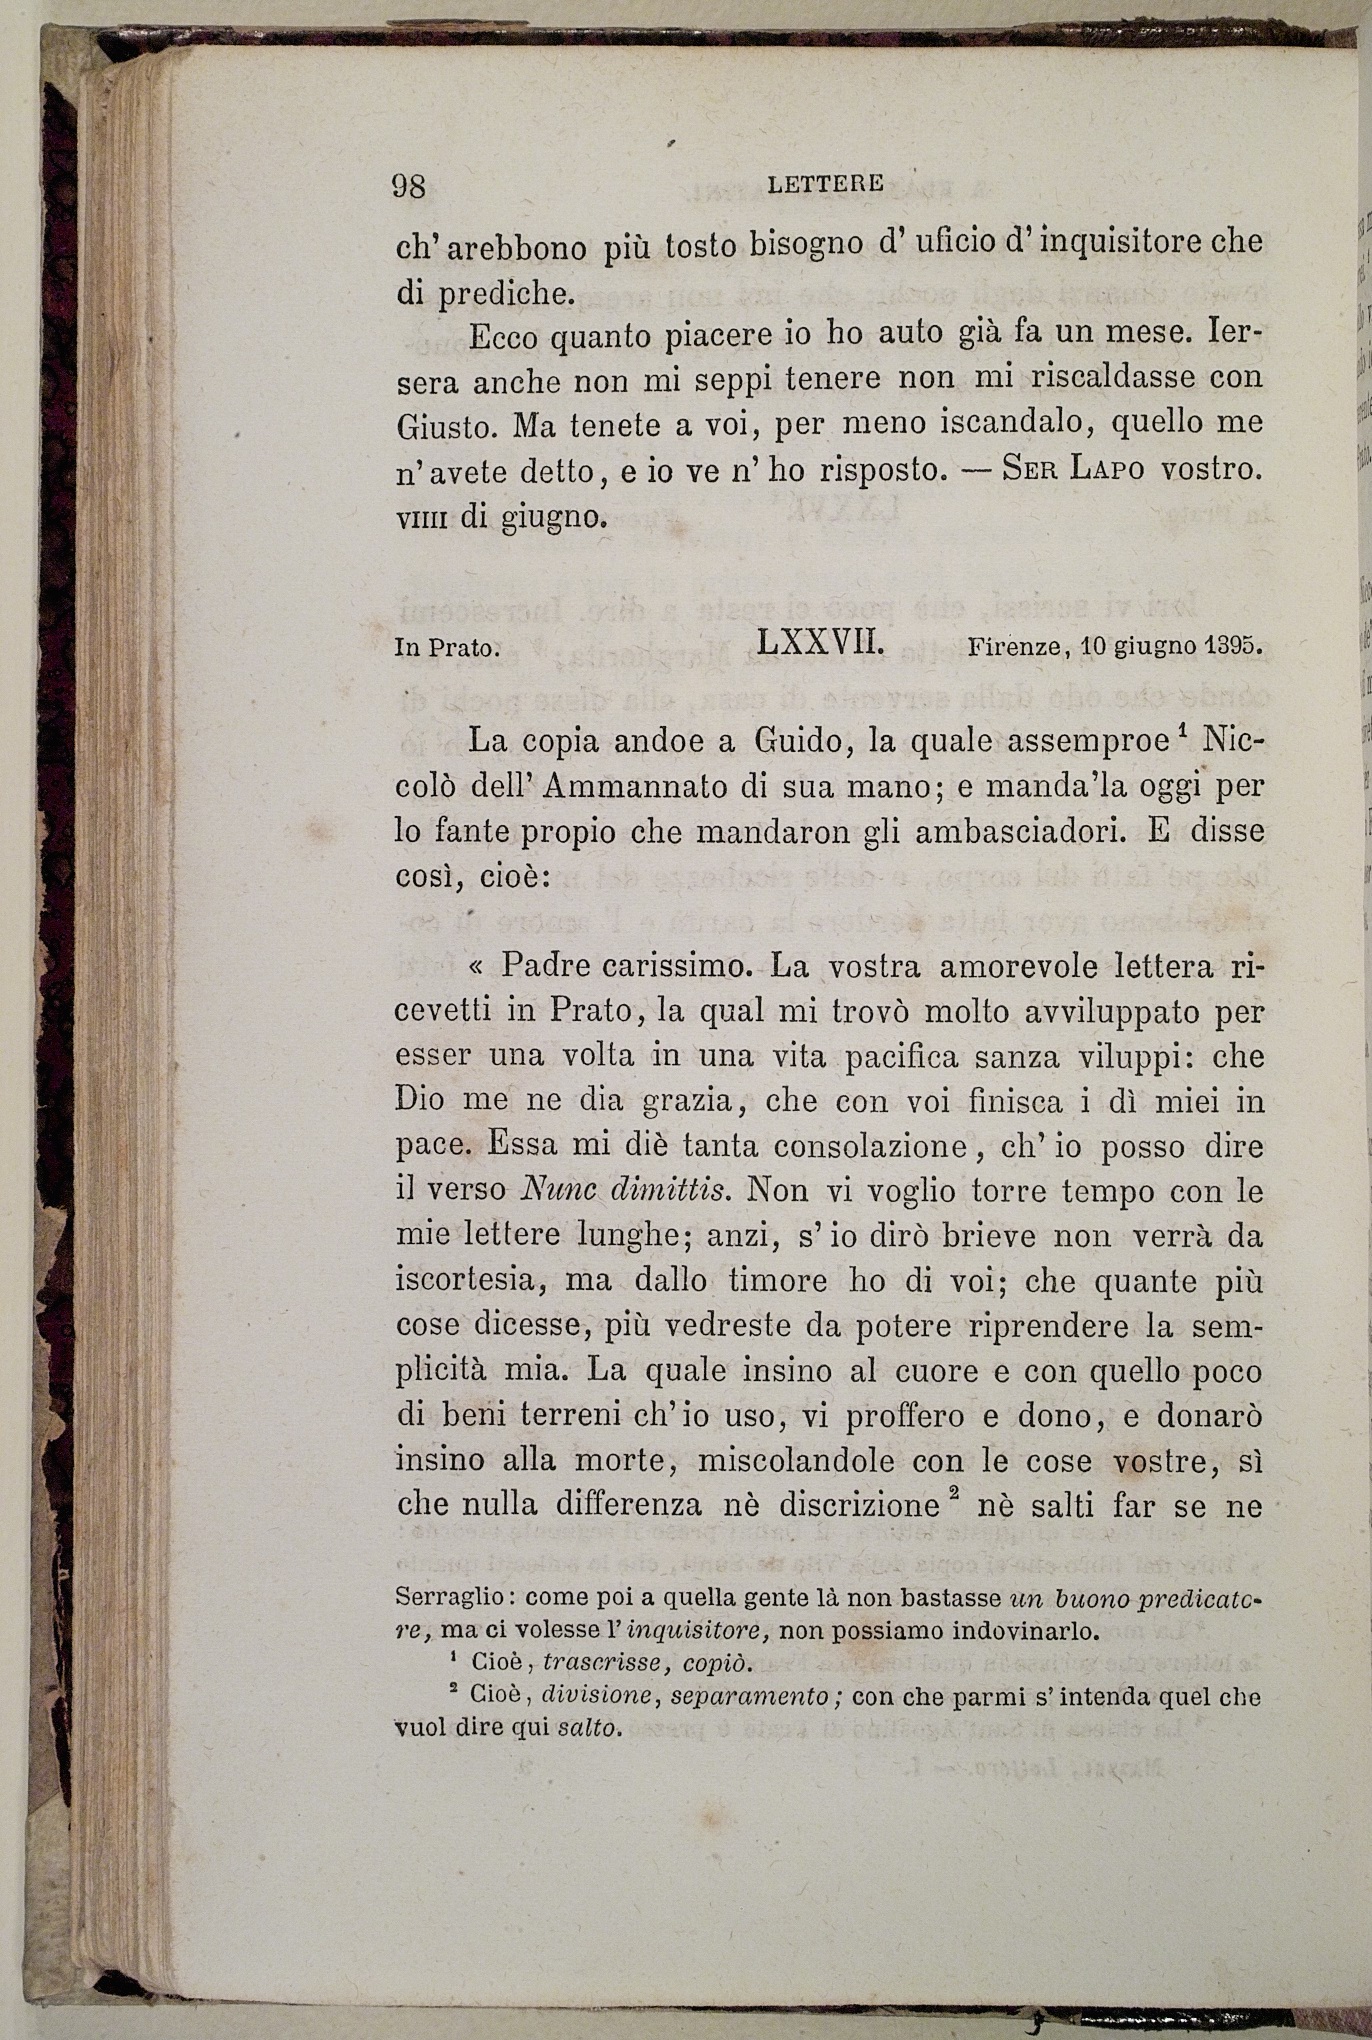 98
LETTERE
ch' arebbono più tosto bisogno d' uficio d' inquisitore che
di prediche.
Ecco quanto piacere io ho auto già fa un mese. Ier-
sera anche non mi seppi tenere non mi riscaldasse con
Giusto. Ma tenete a voi, per meno iscandalo, quello me
n' avete detto, e io ve n' ho risposto. — SER LAPO vostro.
VIIII di giugno.
In Prato. LXXVII. Firenze, 10 giugno 1395.
La copia andoe a Guido, la quale assemproe ¹ Nic-
colò dell' Ammannato di sua mano; e manda'la oggi per
lo fante propio che mandaron gli ambasciadori. E disse
così, cioè:
« Padre carissimo. La vostra amorevole lettera ri-
cevetti in Prato, la qual mi trovò molto avviluppato per
esser una volta in una vita pacifica sanza viluppi: che
Dio me ne dia grazia, che con voi finisca i dì miei in
pace. Essa mi diè tanta consolazione, ch' io posso dire
il verso Nunc dimittis. Non vi voglio torre tempo con le
mie lettere lunghe; anzi, s' io dirò brieve non verrà da
iscortesia, ma dallo timore ho di voi; che quante più
cose dicesse, più vedreste da potere riprendere la sem-
plicità mia. La quale insino al cuore e con quello poco
di beni terreni ch' io uso, vi proffero e dono, e donarò
insino alla morte, miscolandole con le cose vostre, sì
che nulla differenza nè discrizione ² nè salti far se ne
Serraglio: come poi a quella gente là non bastasse un buono predicato-
re, ma ci volesse l' inquisitore, non possiamo indovinarlo.
¹ Cioè, trascrisse, copiò.
² Cioè, divisione, separamento; con che parmi s' intenda quel che
vuol dire qui salto.